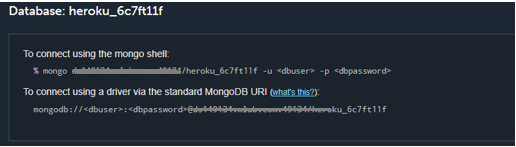 Database: heroku_6c7ft11f
To connect using the mongo shell:
% mongo /heroku_6c7ft11f -u <dbuser> -p <dbpassword>
To connect using a driver via the standard MongoDB URI (what's this?):
mongodb://<dbuser>:<dbpassword>@ /heroku_6c7ft11f